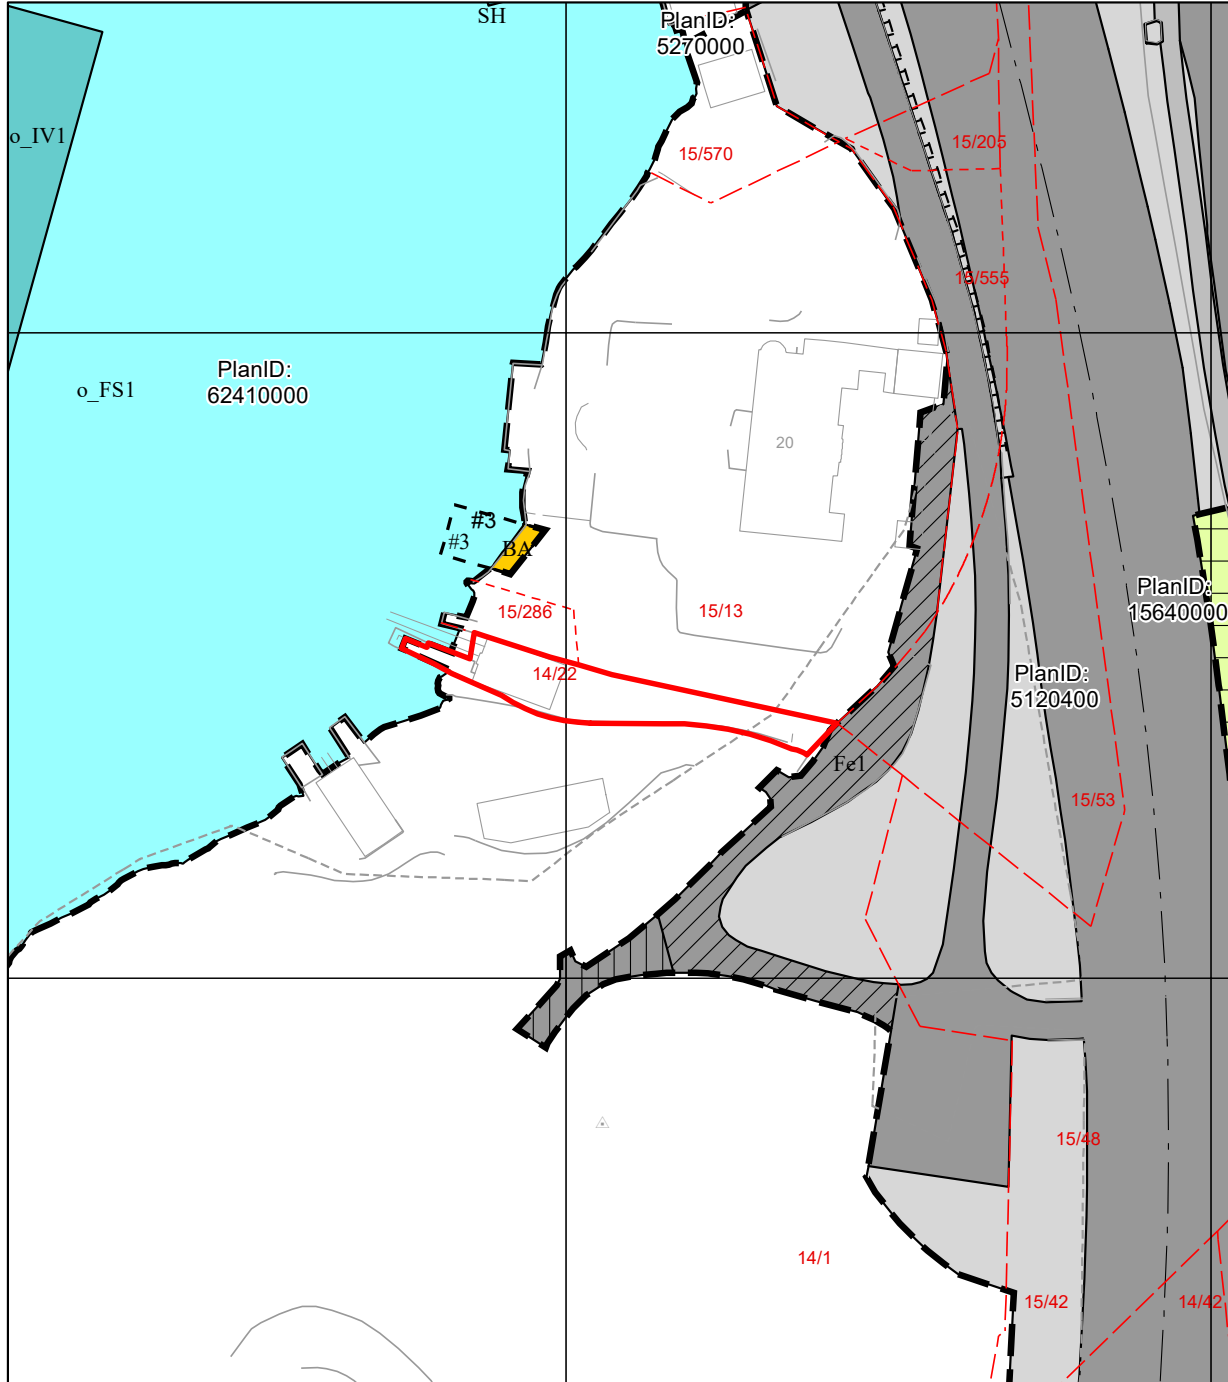 SH
PlanID:
5270000
o_IV1
15/570
15/205
15/555
PlanID:
62410000
o_FS1
20
#3
#3
BA
PlanID:
15640000
15/286
15/13
14/22
PlanID:
5120400
Fe1
15/53
15/48
14/1
15/42
14/42